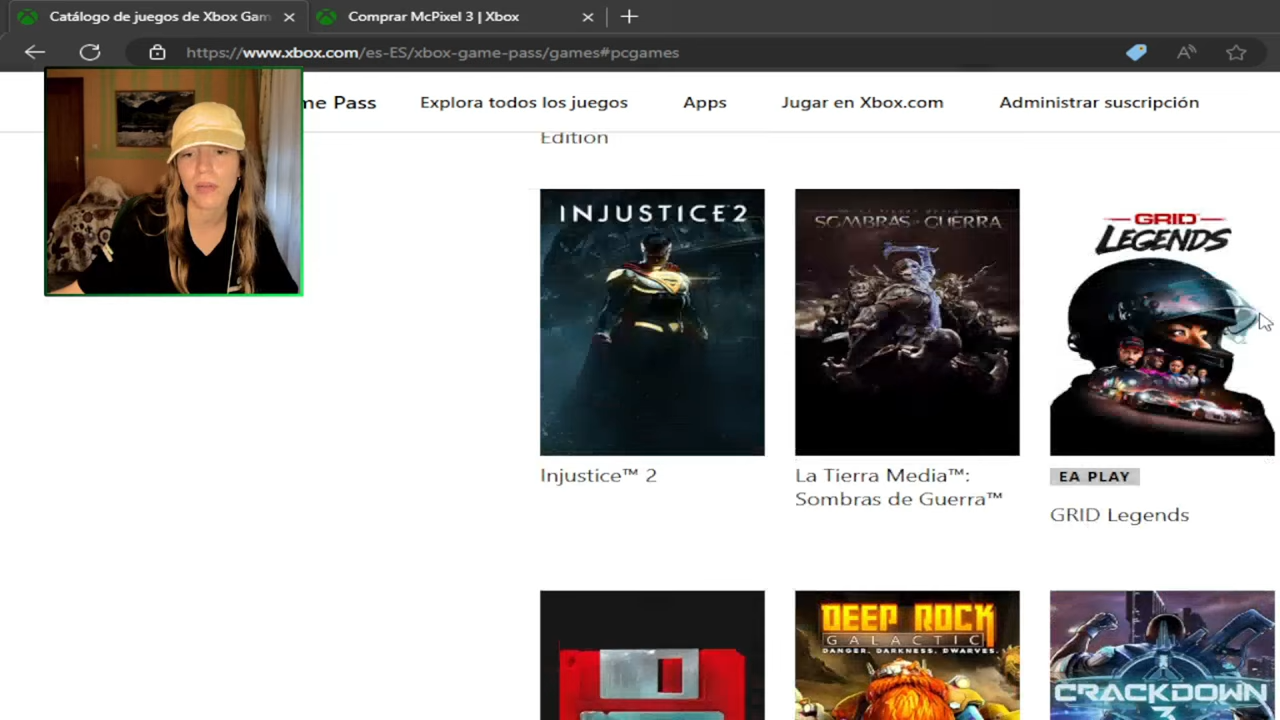 Catálogo de juegos de Xbox Gam
Comprar McPixel 3 | Xbox
https://www.xbox.com/es-ES/xbox-game-pass/games#pcgames
me Pass
Explora todos los juegos
Apps
Jugar en Xbox.com
Administrar suscripción
Edition
INJUSTICE 2
SOMBRAS DE GUERRA
GRID
LEGENDS
Injustice™ 2
La Tierra Media™:
Sombras de Guerra™
EA PLAY
GRID Legends
DEEP ROCK
GALACTIC
DANGER. DARKNESS. DWARVES.
CRACKDOWN
3